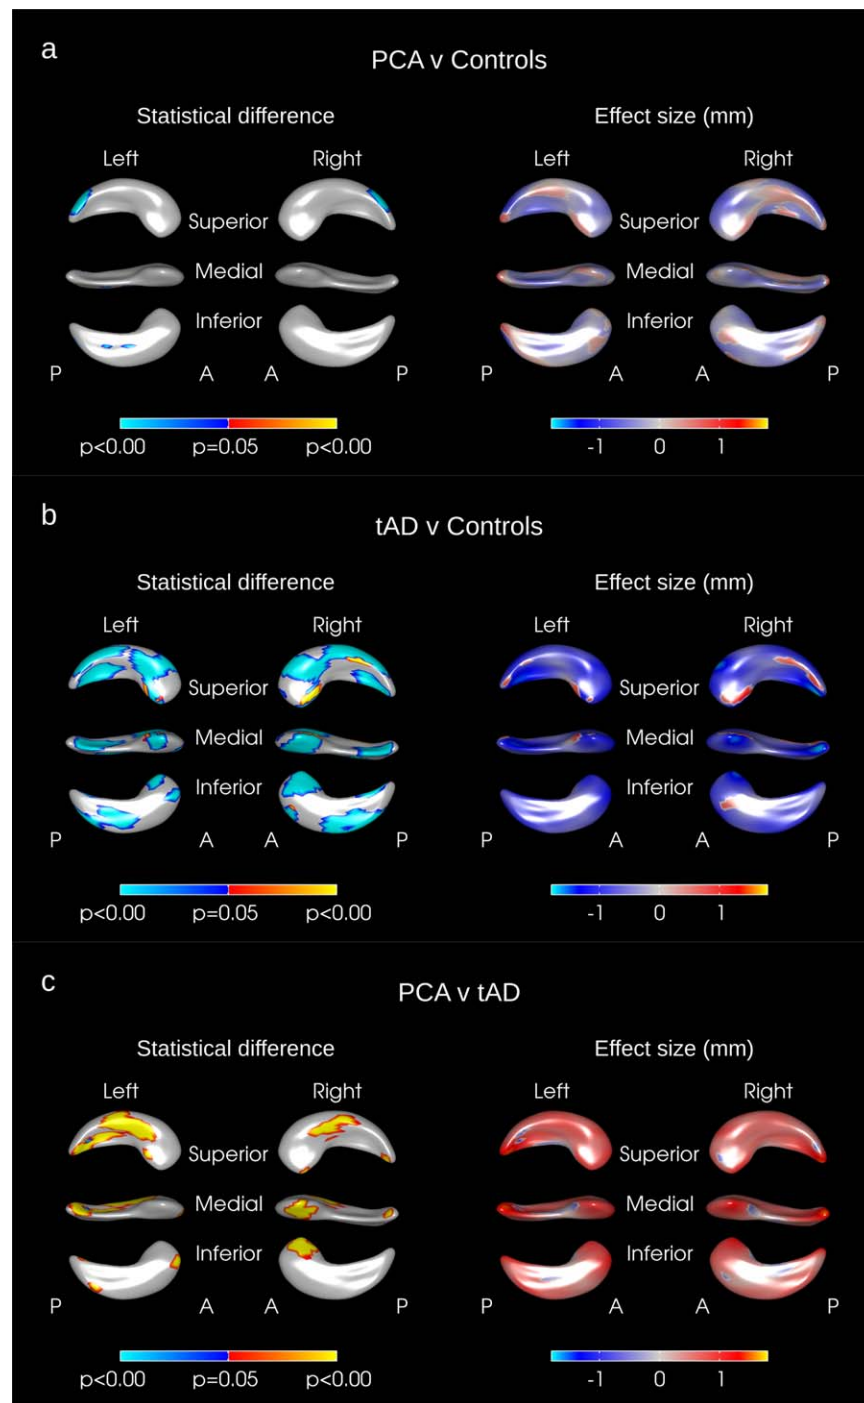 a
PCA v Controls
Statistical difference Effect size (mm)
Left Right Left Right
Superior Superior
Medial Medial
Inferior Inferior
P A A P P A A P
p<0.00 p=0.05 p<0.00 -1 0 1
b
tAD v Controls
Statistical difference Effect size (mm)
Left Right Left Right
Superior Superior
Medial Medial
Inferior Inferior
P A A P P A A P
p<0.00 p=0.05 p<0.00 -1 0 1
c
PCA v tAD
Statistical difference Effect size (mm)
Left Right Left Right
Superior Superior
Medial Medial
Inferior Inferior
P A A P P A A P
p<0.00 p=0.05 p<0.00 -1 0 1